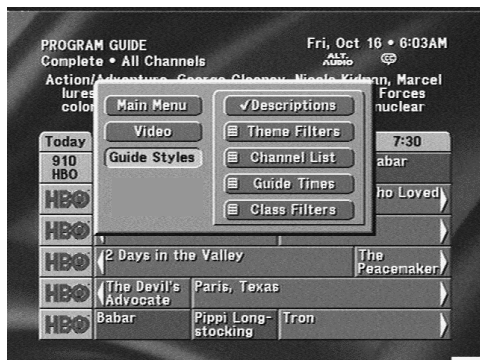 PROGRAM GUIDE
Fri, Oct 16 • 6:03AM
Complete • All Channels
ALT. AUDIO
Action/Adventure, George Clooney, Nicole Kidman, Marcel
lures
Forces
color
nuclear
Main Menu
✓Descriptions
Video
Theme Filters
Guide Styles
Channel List
Guide Times
Class Filters
Today
7:30
910
HBO
abar
HBO
ho Loved
HBO
HBO
2 Days in the Valley
The
Peacemaker
HBO
The Devil's
Advocate
Paris, Texas
HBO
Babar
Pippi Long-
stocking
Tron